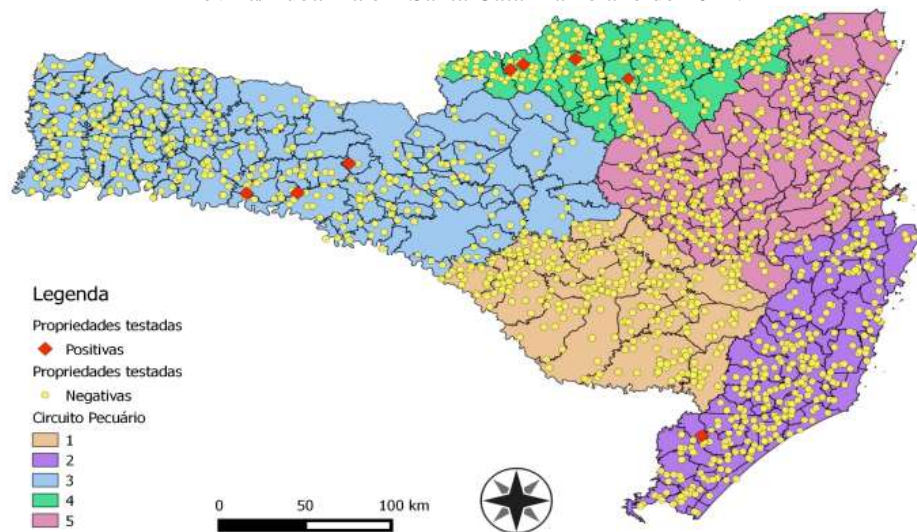 Legenda
Propriedades testadas
Positivas
Propriedades testadas
Negativas
Circuito Pecuário
1
2
3
4
5
0 50 100 km